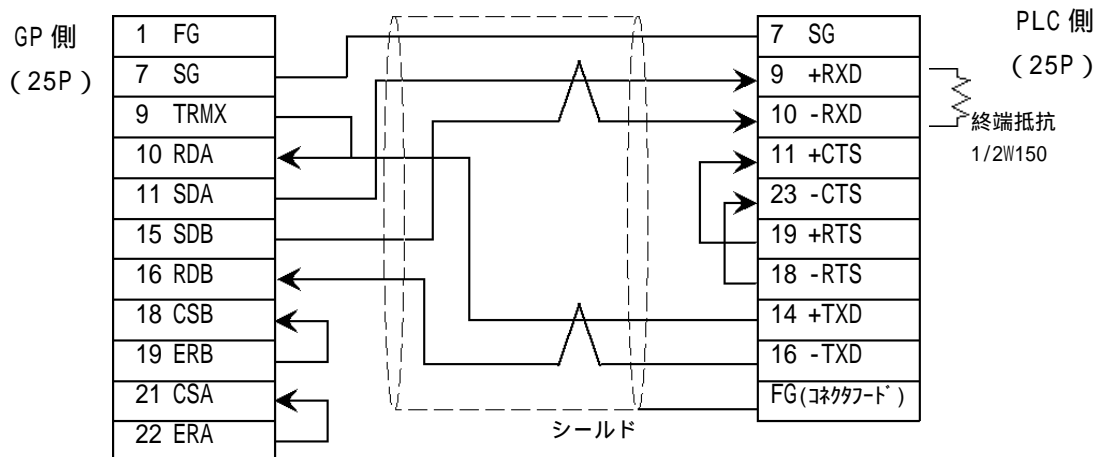 GP 側
(25P)
1 FG
7 SG
9 TRMX
10 RDA
11 SDA
15 SDB
16 RDB
18 CSB
19 ERB
21 CSA
22 ERA
シールド
PLC 側
(25P)
7 SG
9 +RXD
10 -RXD
11 +CTS
23 -CTS
19 +RTS
18 -RTS
14 +TXD
16 -TXD
FG(コネクタフード)
終端抵抗
1/2W150